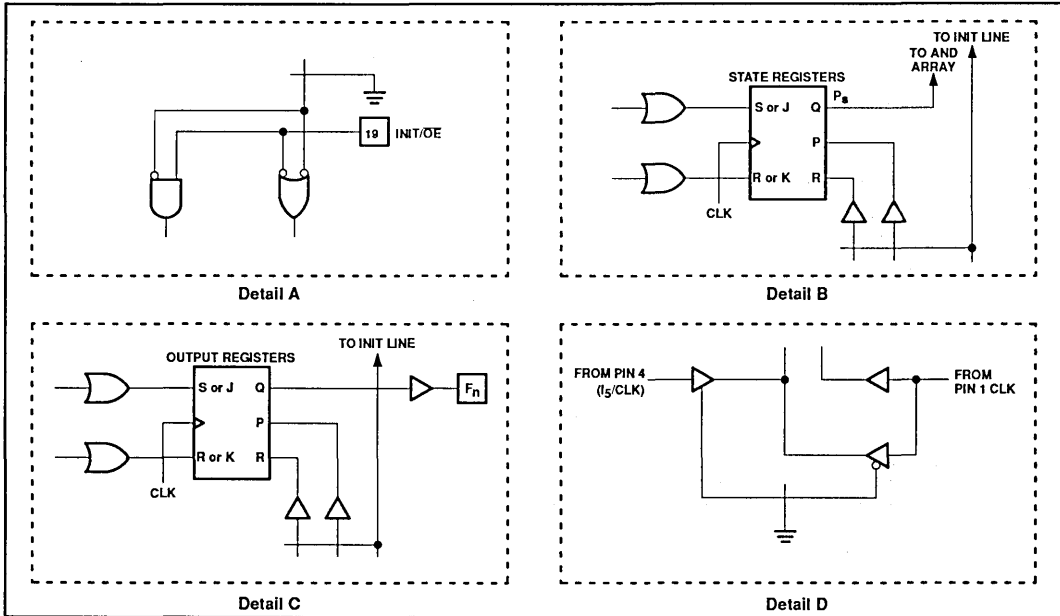 19
INIT/OE
Detail A
TO INIT LINE
TO AND
ARRAY
STATE REGISTERS
Ps
S or J
Q
P
R or K
R
CLK
Detail B
TO INIT LINE
OUTPUT REGISTERS
S or J
Q
Fn
P
R or K
R
CLK
Detail C
FROM PIN 4
(I5/CLK)
FROM
PIN 1 CLK
Detail D